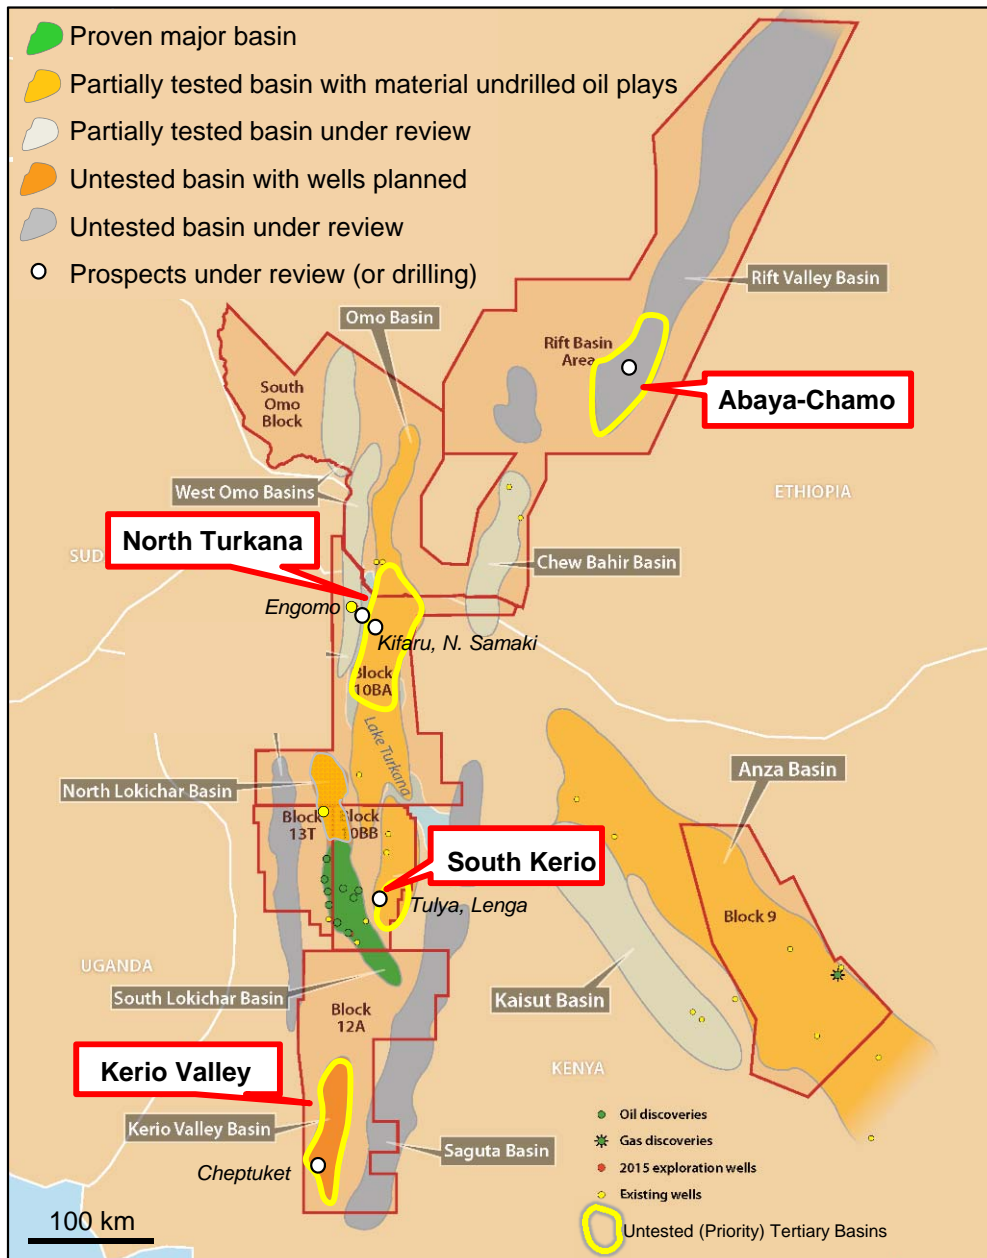 Proven major basin
Partially tested basin with material undrilled oil plays
Partially tested basin under review
Untested basin with wells planned
Untested basin under review
Prospects under review (or drilling)
Rift Valley Basin
Omo Basin
Rift Basin
Area
South
Omo
Block
Abaya-Chamo
West Omo Basins
ETHIOPIA
North Turkana
SUD
Chew Bahir Basin
Engomo
Kifaru, N. Samaki
Block
10BA
Lake Turkana
Anza Basin
North Lokichar Basin
Block
13T
Block
10BB
South Kerio
Tulya, Lenga
Block 9
UGANDA
South Lokichar Basin
Kaisut Basin
Block
12A
KENYA
Kerio Valley
Kerio Valley Basin
Saguta Basin
Cheptuket
Oil discoveries
Gas discoveries
2015 exploration wells
Existing wells
Untested (Priority) Tertiary Basins
100 km